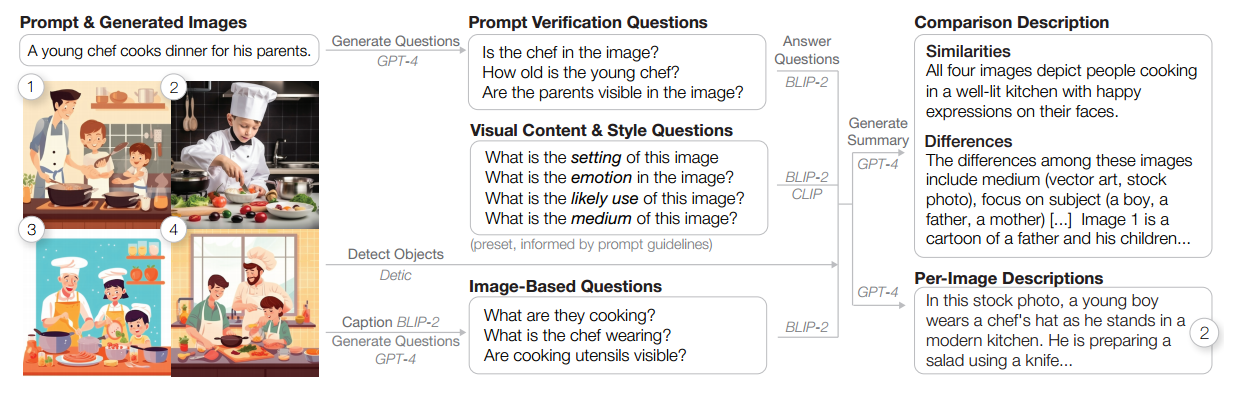 Prompt & Generated Images
A young chef cooks dinner for his parents.
1
2
3
4
Generate Questions
GPT-4
Prompt Verification Questions
Is the chef in the image?
How old is the young chef?
Are the parents visible in the image?
Visual Content & Style Questions
What is the setting of this image
What is the emotion in the image?
What is the likely use of this image?
What is the medium of this image?
(preset, informed by prompt guidelines)
Detect Objects
Detic
Image-Based Questions
What are they cooking?
What is the chef wearing?
Are cooking utensils visible?
Caption BLIP-2
Generate Questions
GPT-4
Answer
Questions
BLIP-2
BLIP-2
CLIP
BLIP-2
Generate
Summary
GPT-4
GPT-4
Comparison Description
Similarities
All four images depict people cooking
in a well-lit kitchen with happy
expressions on their faces.
Differences
The differences among these images
include medium (vector art, stock
photo), focus on subject (a boy, a
father, a mother) [...] Image 1 is a
cartoon of a father and his children...
Per-Image Descriptions
In this stock photo, a young boy
wears a chef's hat as he stands in a
modern kitchen. He is preparing a
salad using a knife...
2